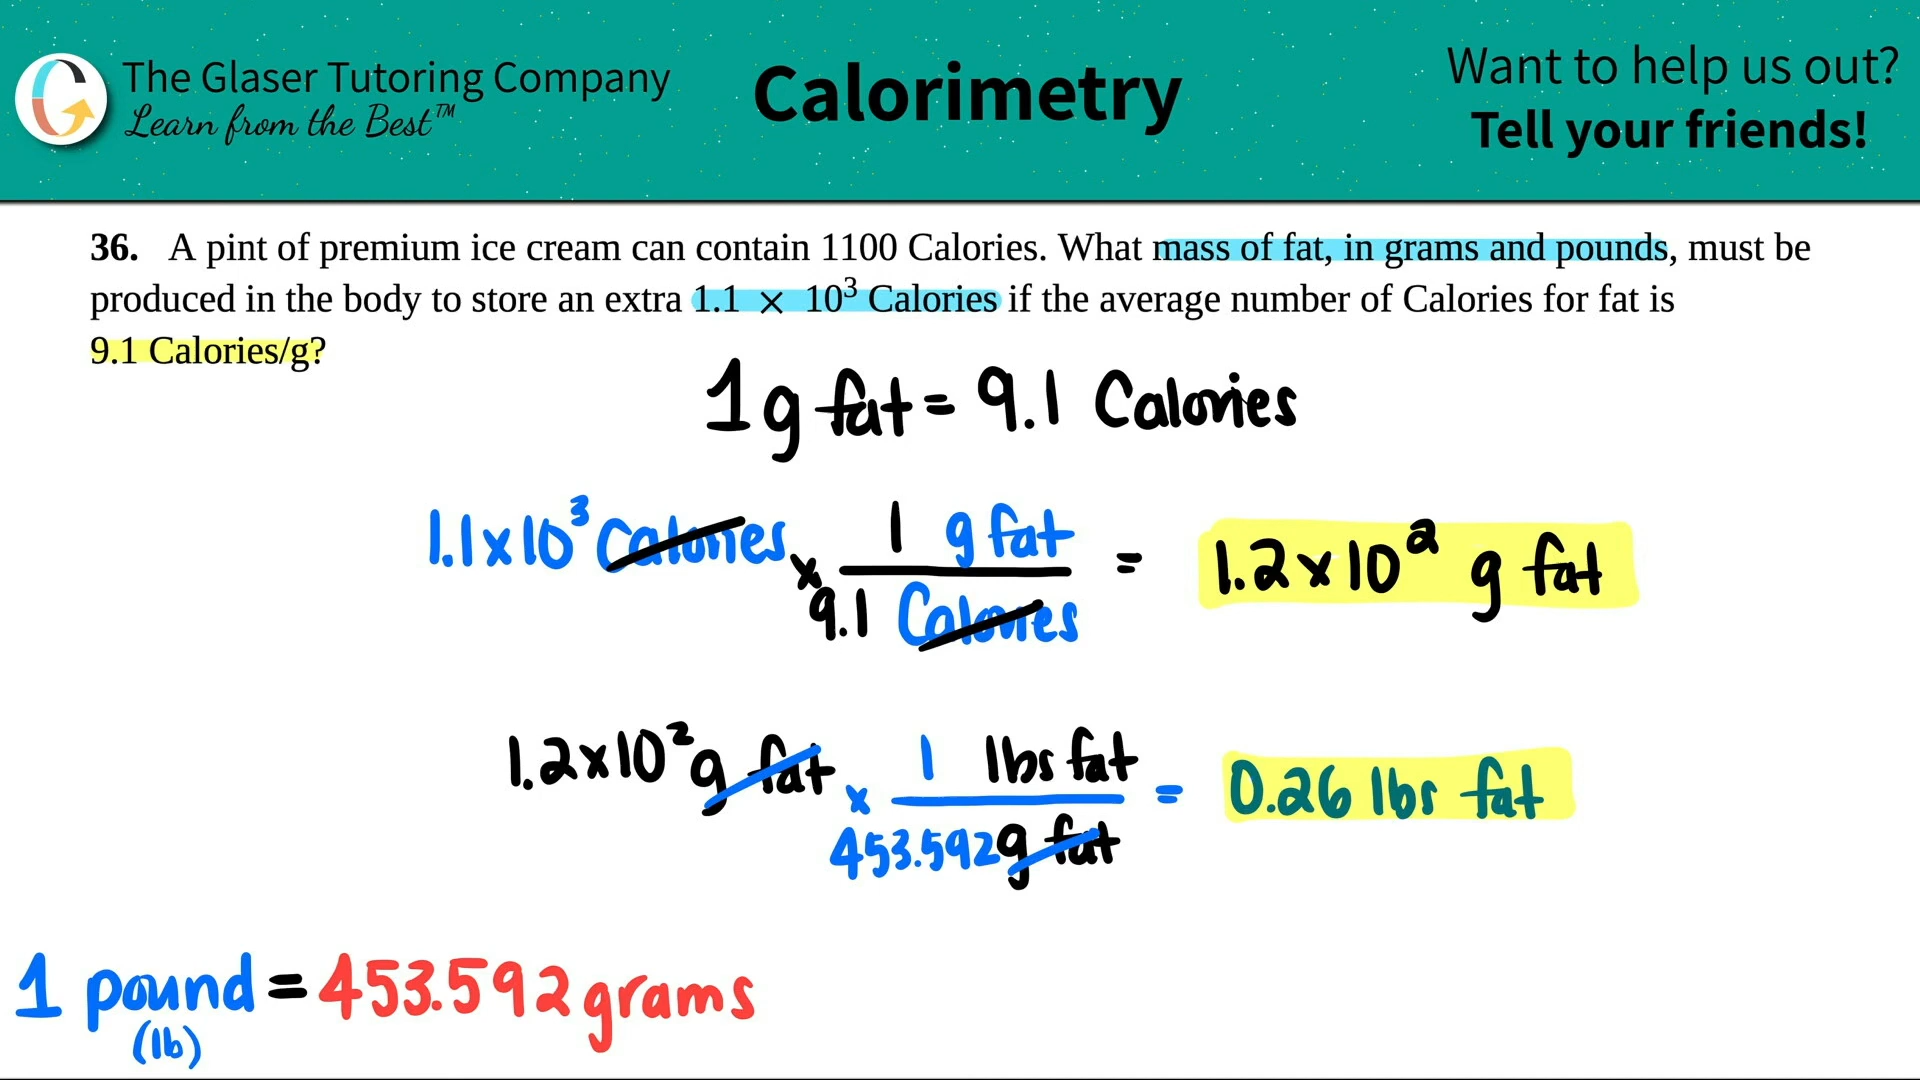 The Glaser Tutoring Company
Learn from the Best™
Calorimetry
Want to help us out?
Tell your friends!
36. A pint of premium ice cream can contain 1100 Calories. What mass of fat, in grams and pounds, must be
produced in the body to store an extra 1.1 × 10³ Calories if the average number of Calories for fat is
9.1 Calories/g?
1 g fat = 9.1 Calories
1.1x10³ Calories x 1 g fat = 1.2x10² g fat
9.1 Calories
1.2x10² g fat x 1 lbs fat = 0.26 lbs fat
453.592 g fat
1 pound = 453.592 grams
(lb)